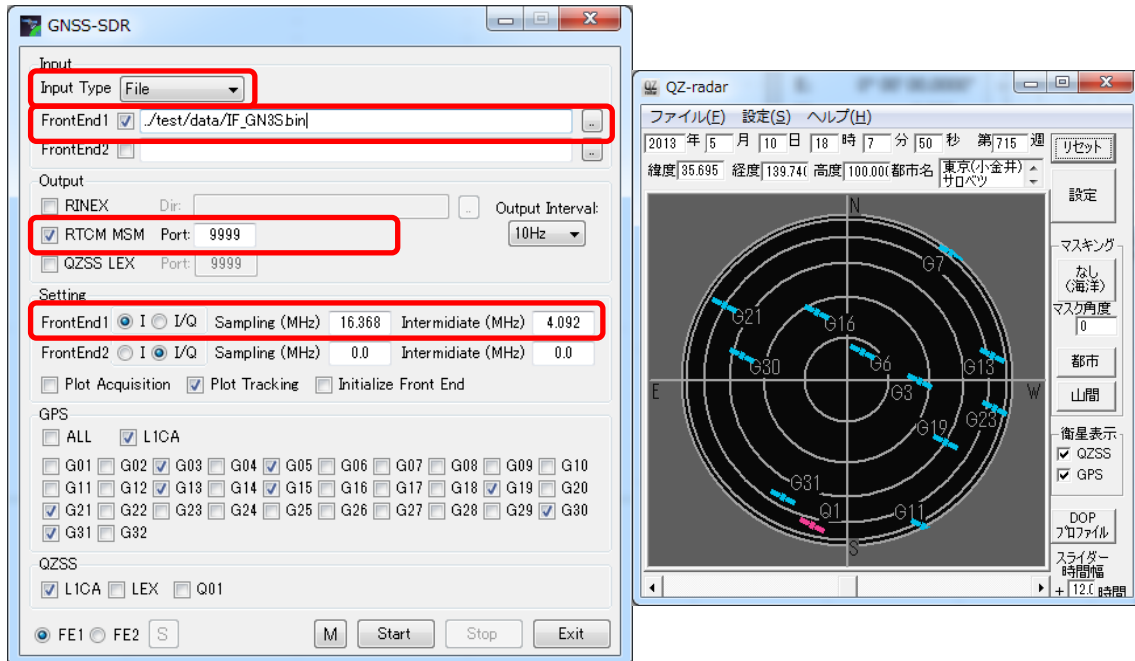 GNSS-SDR
Input
Input Type File
FrontEnd1 ./test/data/IF_GN3S.bin ..
FrontEnd2 ..
Output
RINEX Dir: .. Output Interval:
RTCM MSM Port: 9999 10Hz
QZSS LEX Port: 9999
Setting
FrontEnd1 I I/Q Sampling (MHz) 16.368 Intermidiate (MHz) 4.092
FrontEnd2 I I/Q Sampling (MHz) 0.0 Intermidiate (MHz) 0.0
Plot Acquisition Plot Tracking Initialize Front End
GPS
ALL L1CA
G01 G02 G03 G04 G05 G06 G07 G08 G09 G10
G11 G12 G13 G14 G15 G16 G17 G18 G19 G20
G21 G22 G23 G24 G25 G26 G27 G28 G29 G30
G31 G32
QZSS
L1CA LEX Q01
FE1 FE2 S M Start Stop Exit
QZ QZ-radar
ファイル(F) 設定(S) ヘルプ(H)
2013 年 5 月 10 日 18 時 7 分 50 秒 第 715 週 リセット
緯度 35.695 経度 139.74( 高度 100.00( 都市名 東京(小金井)
サロベツ
設定
N
G7
マスキング
なし
(海洋)
G21
G16
マスク角度
0
G30
G6
G13
都市
E
G3
W
山間
G19
G23
衛星表示
QZSS
GPS
G31
Q1
G11
S
DOP
プロファイル
スライダー
時間幅
+ 12.( 時間